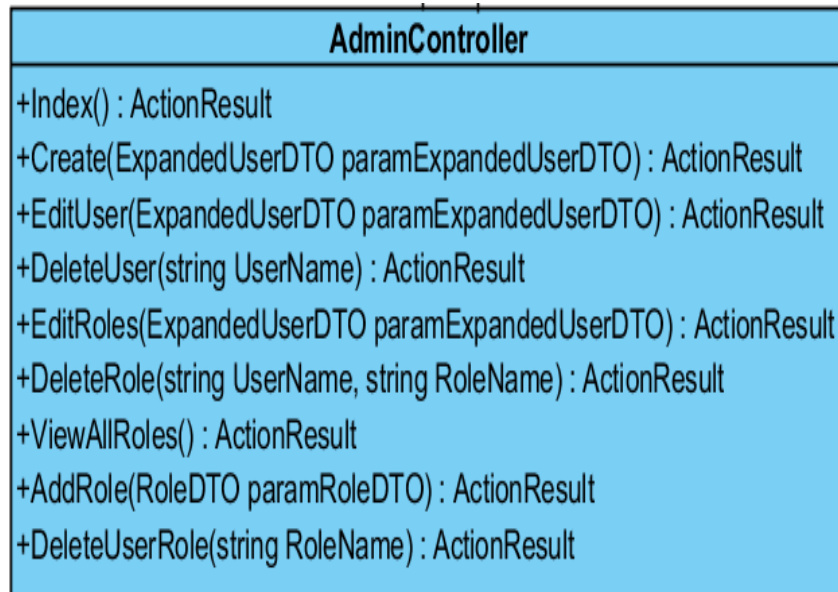 AdminController
+Index() : ActionResult
+Create(ExpandedUserDTO paramExpandedUserDTO) : ActionResult
+EditUser(ExpandedUserDTO paramExpandedUserDTO) : ActionResult
+DeleteUser(string UserName) : ActionResult
+EditRoles(ExpandedUserDTO paramExpandedUserDTO) : ActionResult
+DeleteRole(string UserName, string RoleName) : ActionResult
+ViewAllRoles() : ActionResult
+AddRole(RoleDTO paramRoleDTO) : ActionResult
+DeleteUserRole(string RoleName) : ActionResult